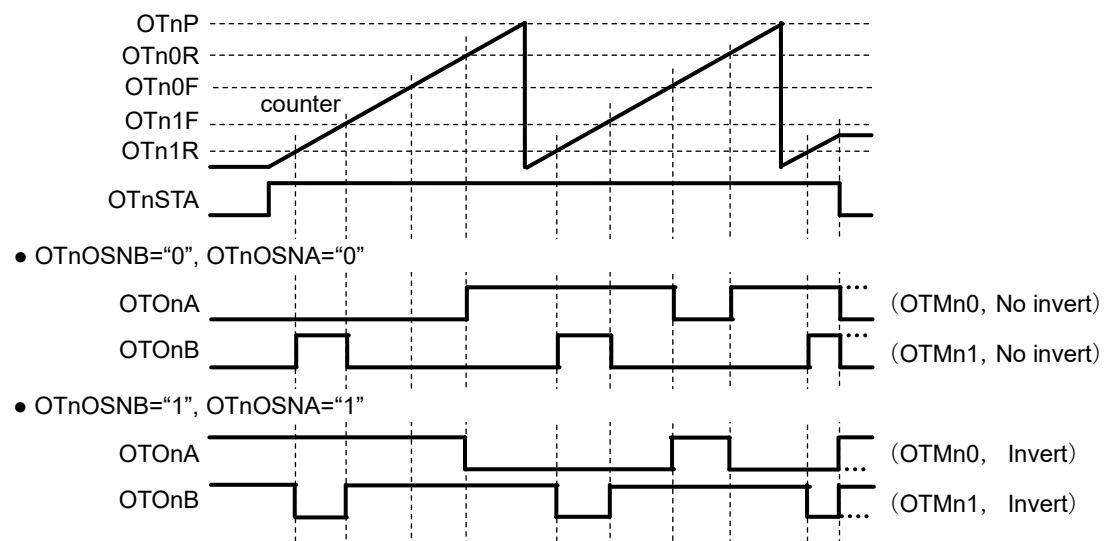 OTnP
OTn0R
OTn0F
counter
OTn1F
OTn1R
OTnSTA
● OTnOSNB=“0”, OTnOSNA=“0”
OTOnA （OTMn0, No invert）
OTOnB （OTMn1, No invert）
● OTnOSNB=“1”, OTnOSNA=“1”
OTOnA （OTMn0, Invert）
OTOnB （OTMn1, Invert）